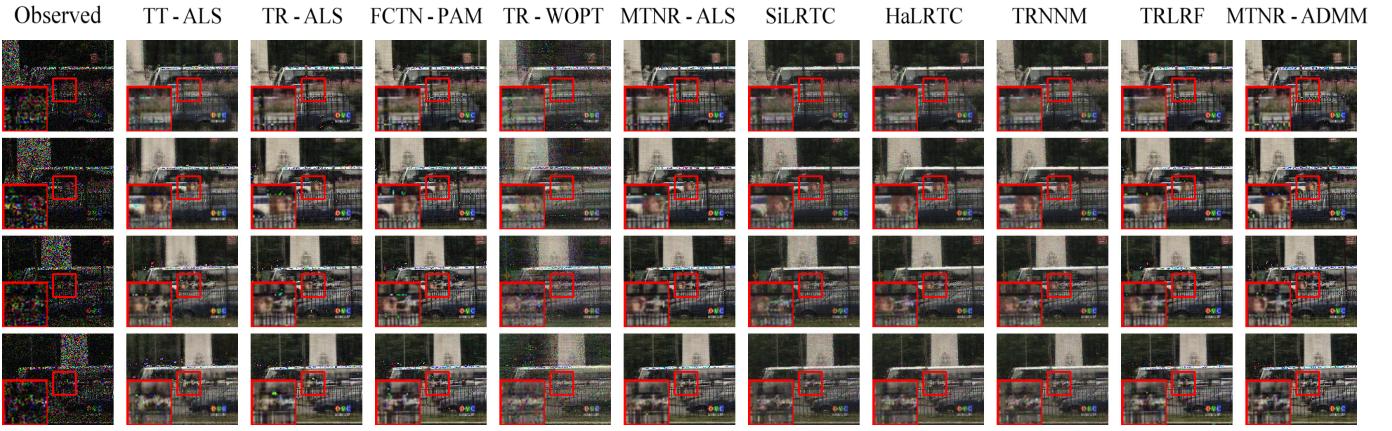 Observed TT - ALS TR - ALS FCTN - PAM TR - WOPT MTNR - ALS SiLRTC HaLRTC TRNNM TRLRF MTNR - ADMM